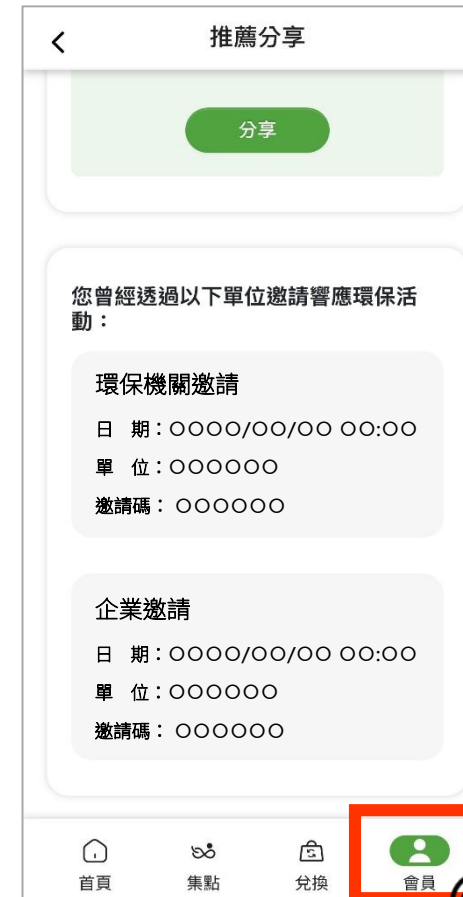 推薦分享
分享
您曾經透過以下單位邀請響應環保活
動：
環保機關邀請
日 期：OOOO/OO/OO OO:OO
單 位：OOOOOO
邀請碼： OOOOOO
企業邀請
日 期：OOOO/OO/OO OO:OO
單 位：OOOOOO
邀請碼： OOOOOO
首頁 集點 兌換 會員